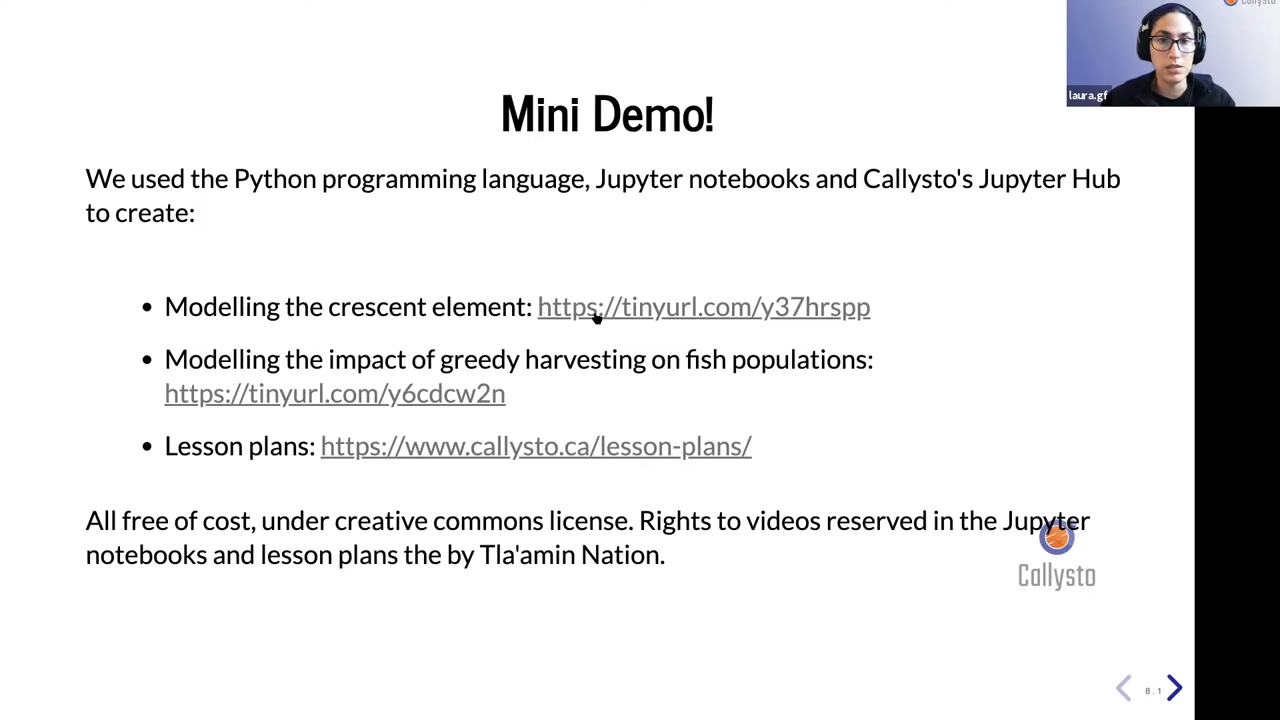 Callysto
laura.gf
Mini Demo!
We used the Python programming language, Jupyter notebooks and Callysto's Jupyter Hub
to create:
• Modelling the crescent element: https://tinyurl.com/y37hrspp
• Modelling the impact of greedy harvesting on fish populations:
https://tinyurl.com/y6cdcw2n
• Lesson plans: https://www.callysto.ca/lesson-plans/
All free of cost, under creative commons license. Rights to videos reserved in the Jupyter
notebooks and lesson plans the by Tla'amin Nation.
Callysto
8.1